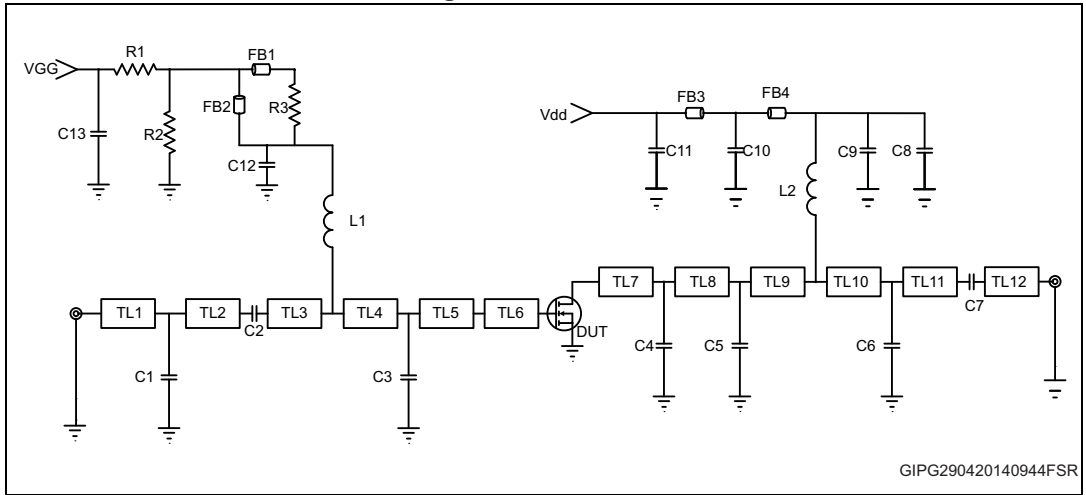 R1
FB1
VGG
FB2
R3
C13
R2
C12
L1
FB3
FB4
Vdd
C11
C10
C9
C8
L2
TL7
TL8
TL9
TL10
TL11
TL12
C7
TL1
TL2
C2
TL3
TL4
TL5
TL6
DUT
C4
C5
C6
C1
C3
GIPG290420140944FSR